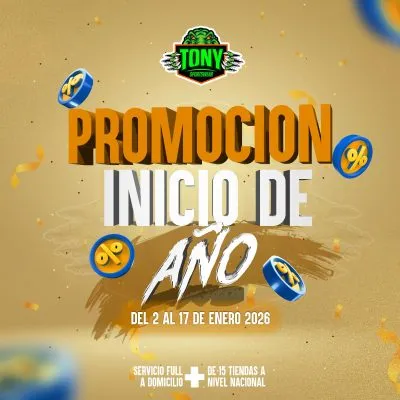 TONY
SPORTSWEAR
PROMOCION
INICIO DE
AÑO
DEL 2 AL 17 DE ENERO 2026
SERVICIO FULL
A DOMICILIO
+
DE 15 TIENDAS A
NIVEL NACIONAL
%
%
%
%